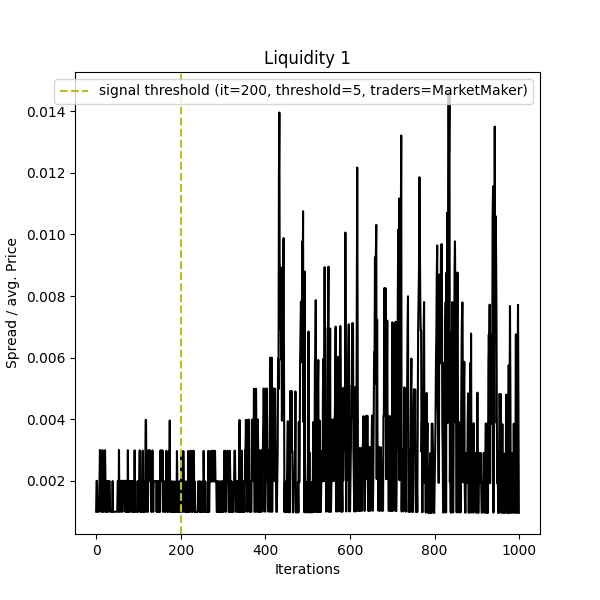 Liquidity 1
signal threshold (it=200, threshold=5, traders=MarketMaker)
0.014
0.012
0.010
0.008
0.006
0.004
0.002
Spread / avg. Price
0 200 400 600 800 1000
Iterations